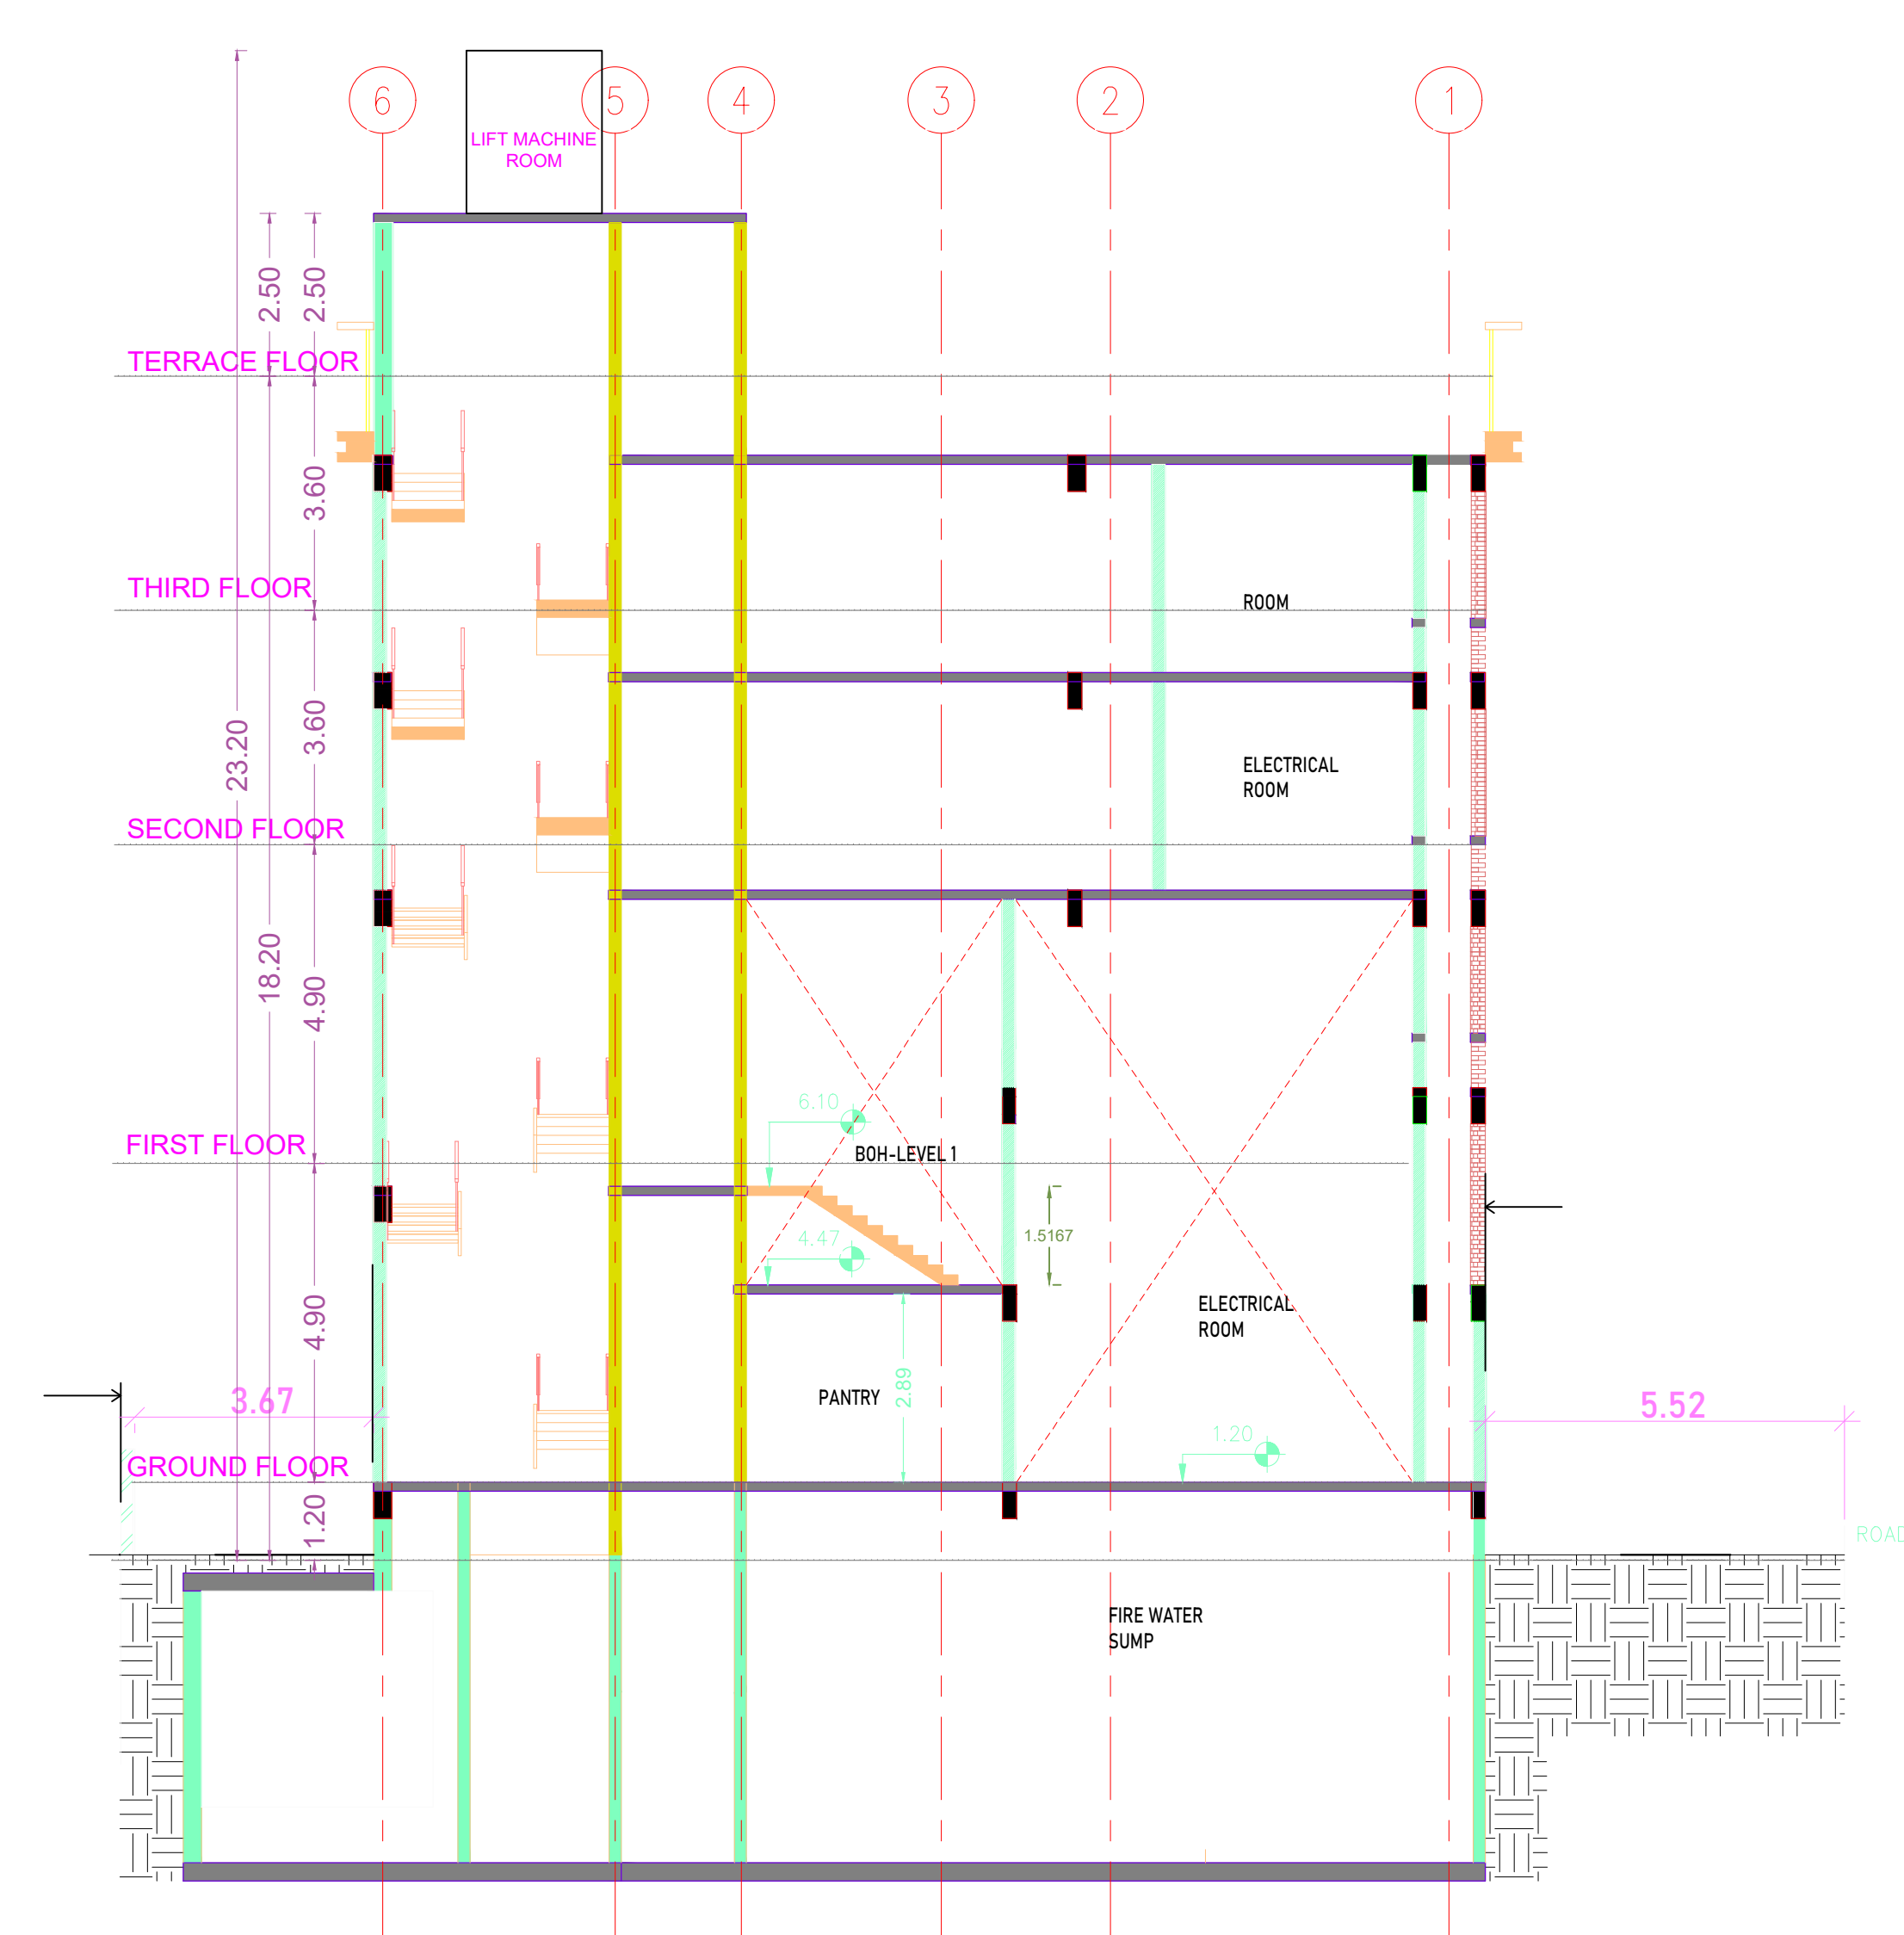 6
5
4
3
2
1
LIFT MACHINE
ROOM
2.50
2.50
TERRACE FLOOR
3.60
THIRD FLOOR
ROOM
3.60
23.20
ELECTRICAL
ROOM
SECOND FLOOR
18.20
4.90
6.10
BOH-LEVEL 1
FIRST FLOOR
4.47
1.5167
4.90
ELECTRICAL
ROOM
2.89
PANTRY
3.67
5.52
1.20
GROUND FLOOR
1.20
ROAD
FIRE WATER
SUMP